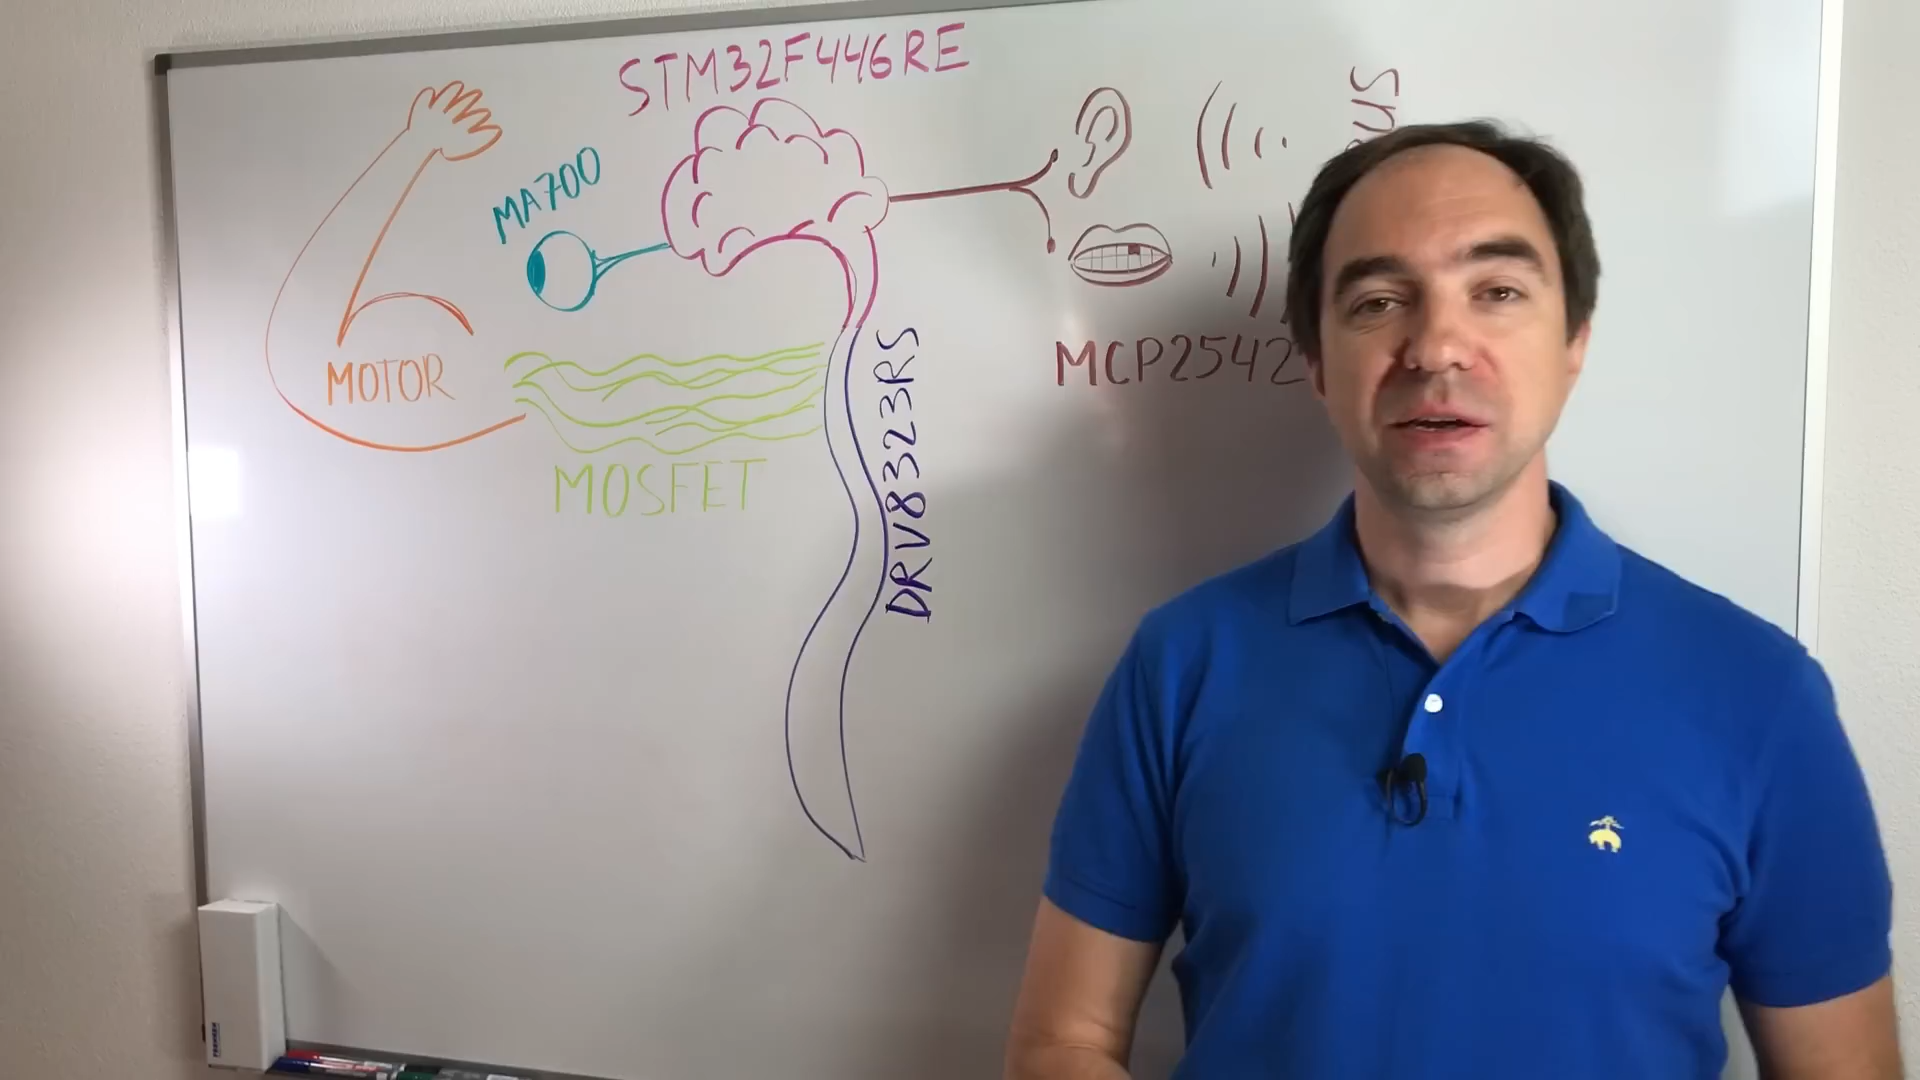 STM32F446RE
MA700
MOTOR
MOSFET
DRV8323RS
MCP2542